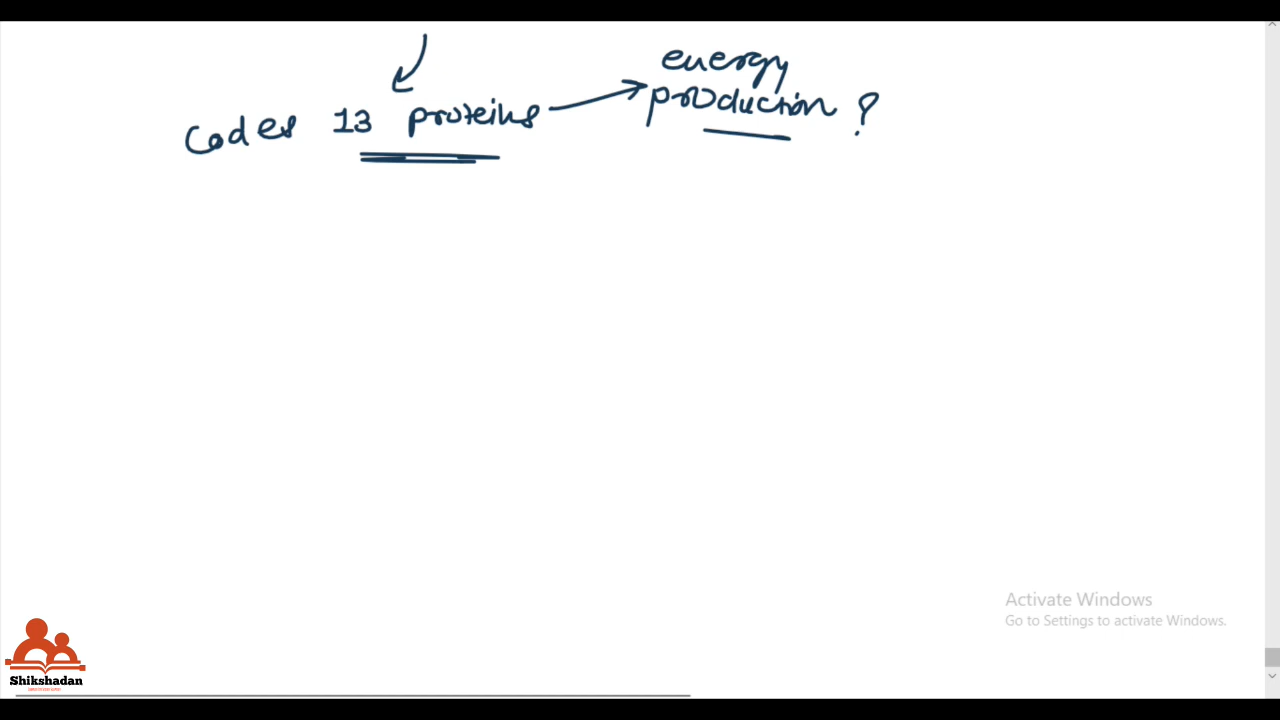 energy
Codes 13 proteins → production ?
Activate Windows
Go to Settings to activate Windows.
Shikshadan